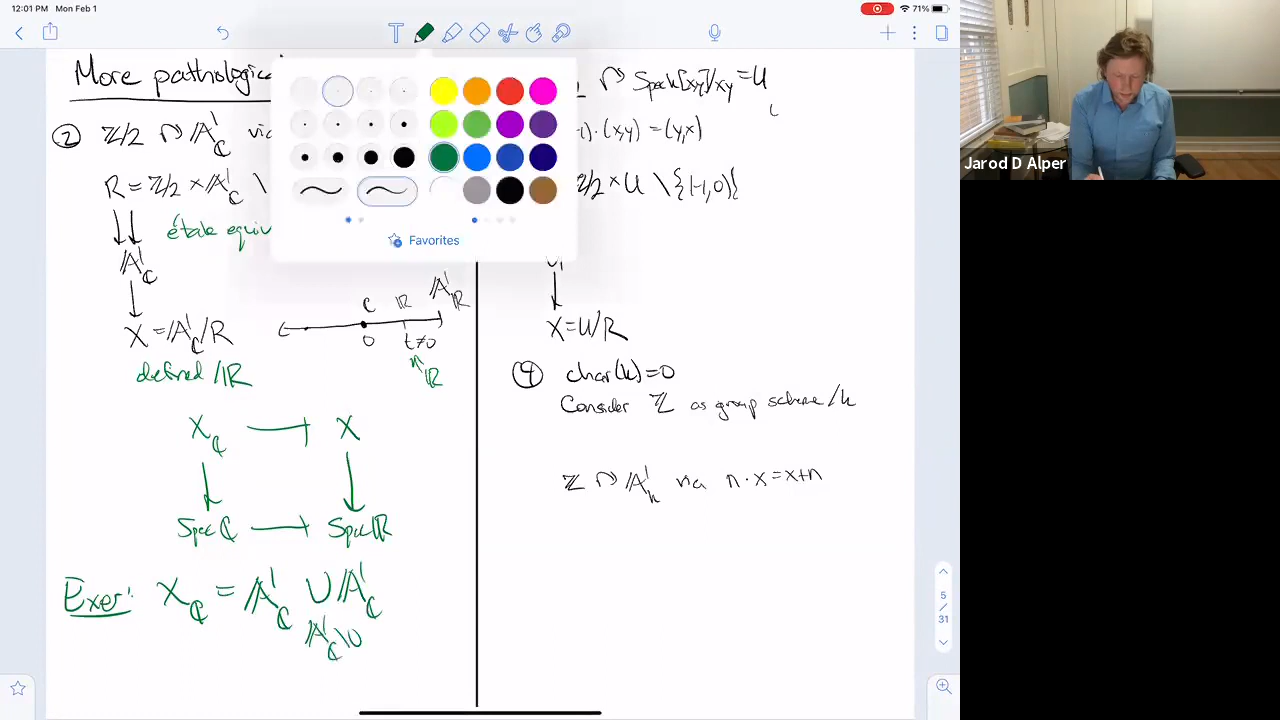 12:01 PM Mon Feb 1
71%
More pathologic
② ℤ/2 ↷ 𝔸¹_ℂ via
R = ℤ/2 × 𝔸¹_ℂ \
étale equiv
𝔸¹_ℂ
X = 𝔸¹_ℂ/R
defined /ℝ
ℂ ℝ 𝔸¹_ℝ
0 t≠0
ℝ
X_ℂ → X
Spec ℂ → Spec ℝ
Exer: X_ℂ = 𝔸¹_ℂ ∪ 𝔸¹_ℂ
𝔸¹_ℂ\0
↷ Spec k[x,y]/xy = U
1)·(x,y) = (y,x)
ℤ/2 × U \ {(-1,0)}
X = U/R
④ char(k)=0
Consider ℤ as group scheme /k
ℤ ↷ 𝔸¹_k via n·x = x+n
Favorites
5
/
31
Jarod D Alper